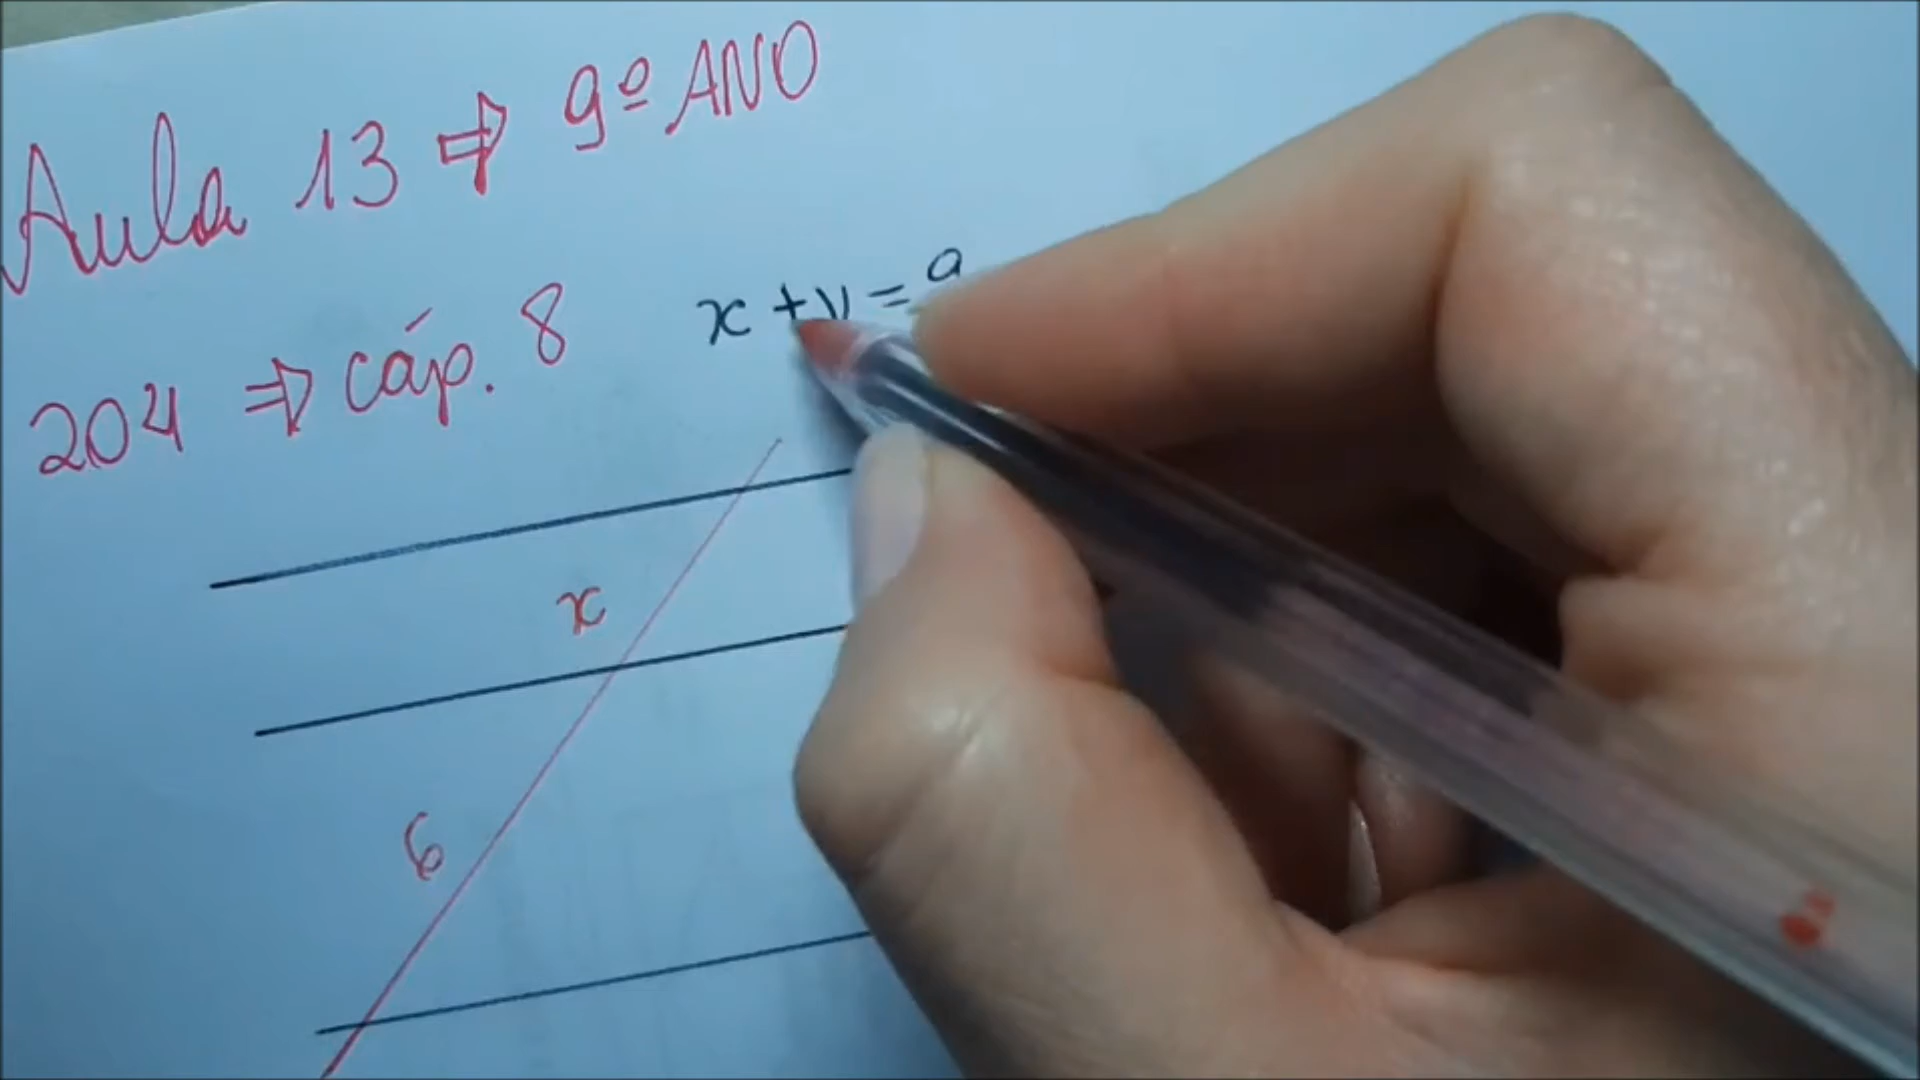 Aula 13 ⇒ 9º ANO
204 ⇒ cáp. 8
x + y =
x
6